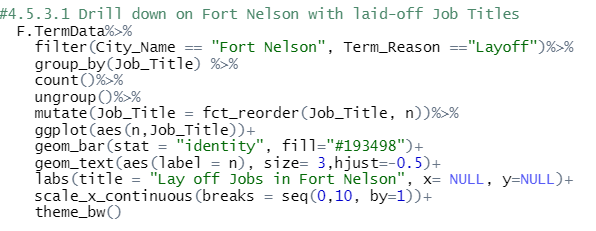 #4.5.3.1 Drill down on Fort Nelson with laid-off Job Titles
F.TermData%>%
filter(City_Name == "Fort Nelson", Term_Reason =="Layoff")%>%
group_by(Job_Title) %>%
count()%>%
ungroup()%>%
mutate(Job_Title = fct_reorder(Job_Title, n))%>%
ggplot(aes(n,Job_Title))+
geom_bar(stat = "identity", fill="#193498")+
geom_text(aes(label = n), size= 3,hjust=-0.5)+
labs(title = "Lay off Jobs in Fort Nelson", x= NULL, y=NULL)+
scale_x_continuous(breaks = seq(0,10, by=1))+
theme_bw()